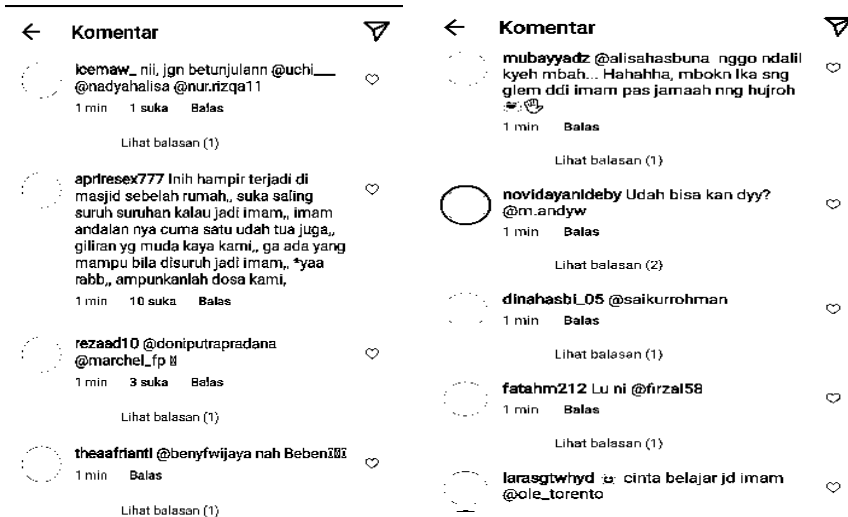 Komentar
icemaw_ nii, jgn betunjulann @uchi___
@nadyahalisa @nur.rizqa11
1 min 1 suka Balas
Lihat balasan (1)
apriresex777 Inih hampir terjadi di
masjid sebelah rumah,, suka saling
suruh suruhan kalau jadi imam,, imam
andalan nya cuma satu udah tua juga,,
giliran yg muda kaya kami,, ga ada yang
mampu bila disuruh jadi imam,, *yaa
rabb,, ampunkanlah dosa kami,
1 min 10 suka Balas
rezaad10 @doniputrapradana
@marchel_fp
1 min 3 suka Balas
Lihat balasan (1)
theaafrianti @benyfwijaya nah Beben
1 min Balas
Lihat balasan (1)
Komentar
mubayyadz @alisahasbuna nggo ndalil
kyeh mbah... Hahahha, mbokn Ika sng
glem ddi imam pas jamaah nng hujroh
1 min Balas
Lihat balasan (1)
novidayanideby Udah bisa kan dyy?
@m.andyw
1 min Balas
Lihat balasan (2)
dinahasbi_05 @saikurrohman
1 min Balas
Lihat balasan (1)
fatahm212 Lu ni @firzal58
1 min Balas
Lihat balasan (1)
larasgtwhyd cinta belajar jd imam
@ole_torento